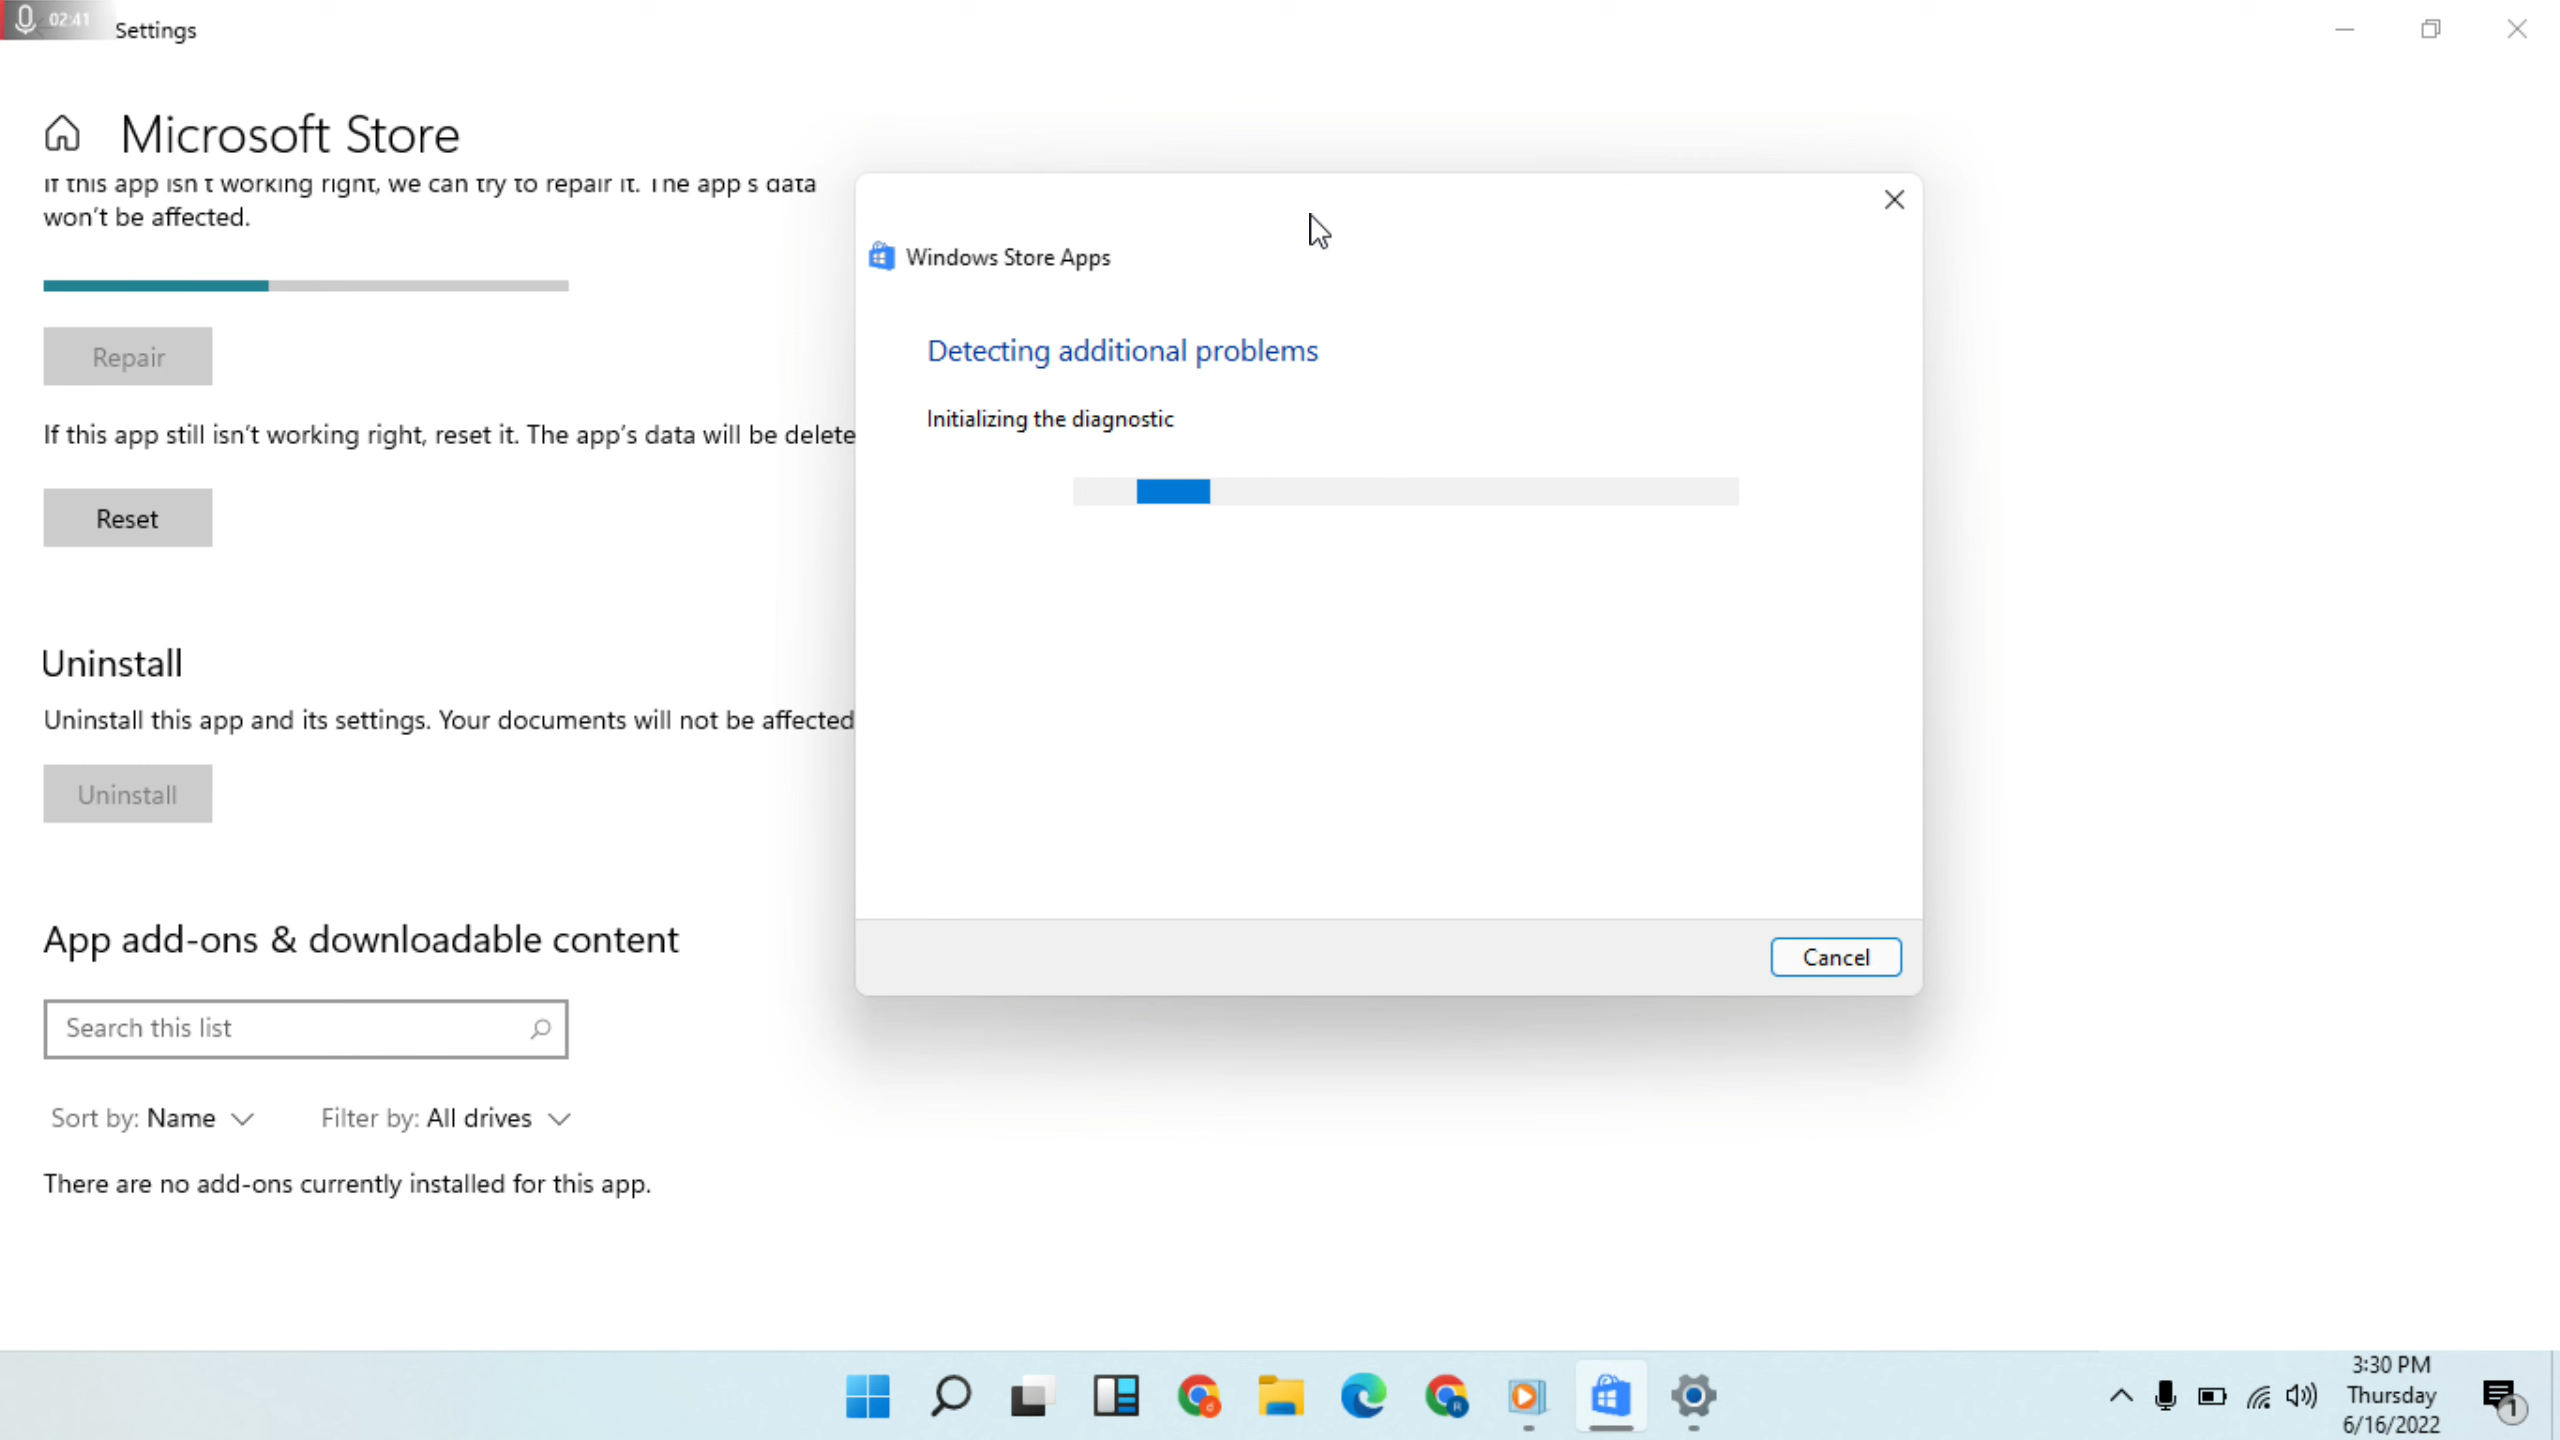 02:41
Settings
Microsoft Store
If this app isn't working right, we can try to repair it. The app's data
won't be affected.
Repair
If this app still isn't working right, reset it. The app's data will be delete
Reset
Uninstall
Uninstall this app and its settings. Your documents will not be affected
Uninstall
App add-ons & downloadable content
Search this list
Sort by: Name
Filter by: All drives
There are no add-ons currently installed for this app.
Windows Store Apps
Detecting additional problems
Initializing the diagnostic
Cancel
3:30 PM
Thursday
6/16/2022
1